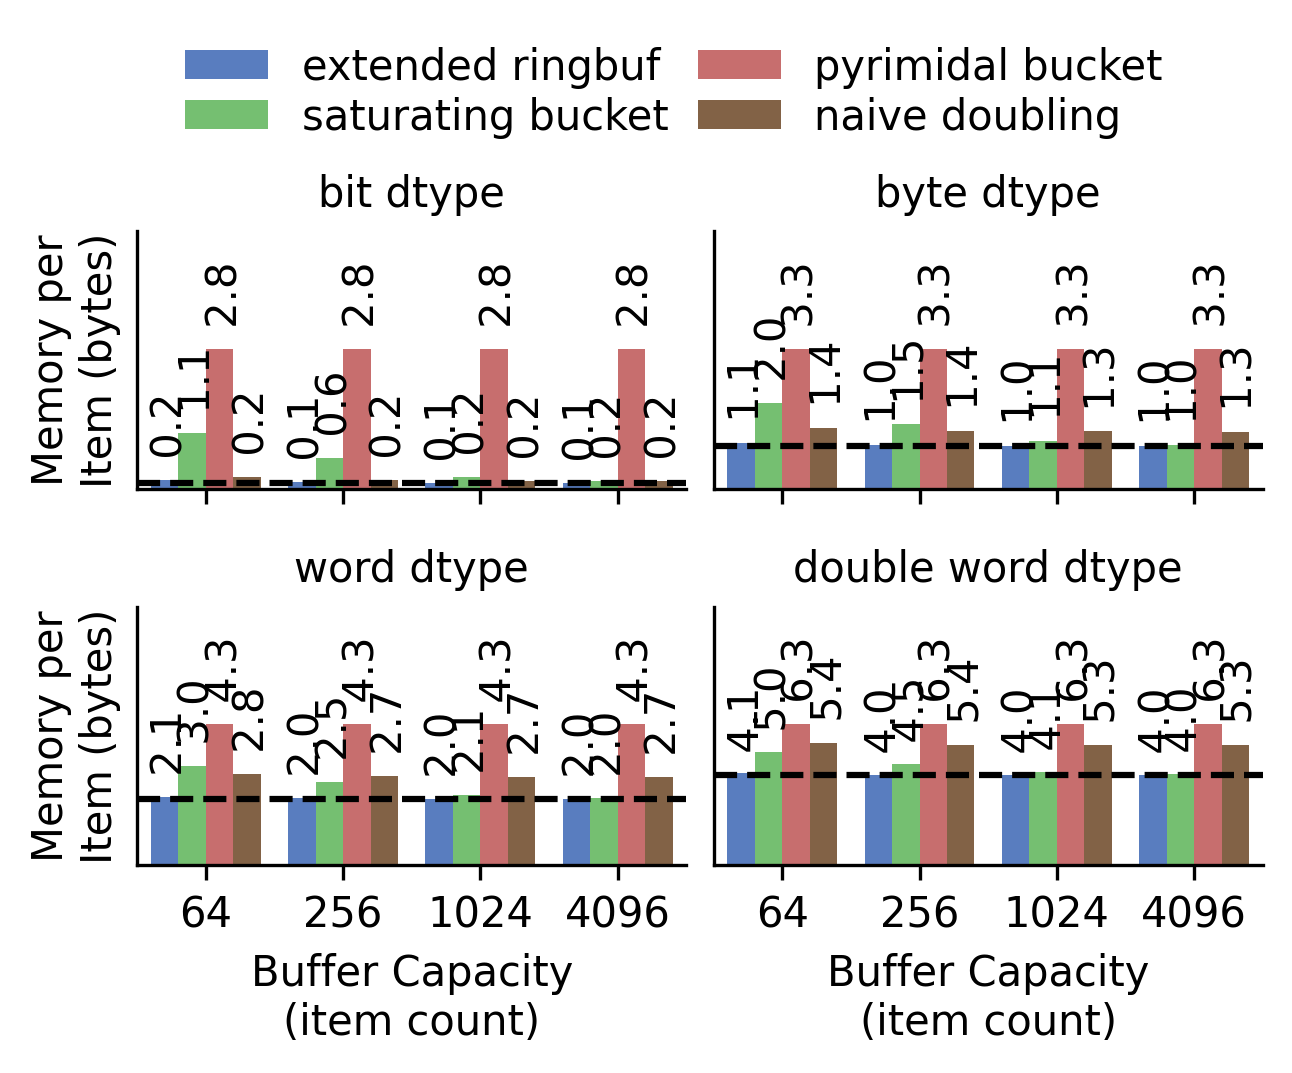 extended ringbuf
pyrimidal bucket
saturating bucket
naive doubling
bit dtype
byte dtype
Memory per
Item (bytes)
0.2 1.1 2.8 0.2 0.1 0.6 2.8 0.2 0.1 0.2 2.8 0.2 0.1 0.2 2.8 0.2
1.1 2.0 3.3 1.4 1.0 1.5 3.3 1.4 1.0 1.1 3.3 1.3 1.0 1.0 3.3 1.3
word dtype
double word dtype
Memory per
Item (bytes)
2.1 3.0 4.3 2.8 2.0 2.5 4.3 2.7 2.0 2.1 4.3 2.7 2.0 2.0 4.3 2.7
4.1 5.0 6.3 5.4 4.0 4.5 6.3 5.4 4.0 4.1 6.3 5.3 4.0 4.0 6.3 5.3
64 256 1024 4096
64 256 1024 4096
Buffer Capacity
(item count)
Buffer Capacity
(item count)